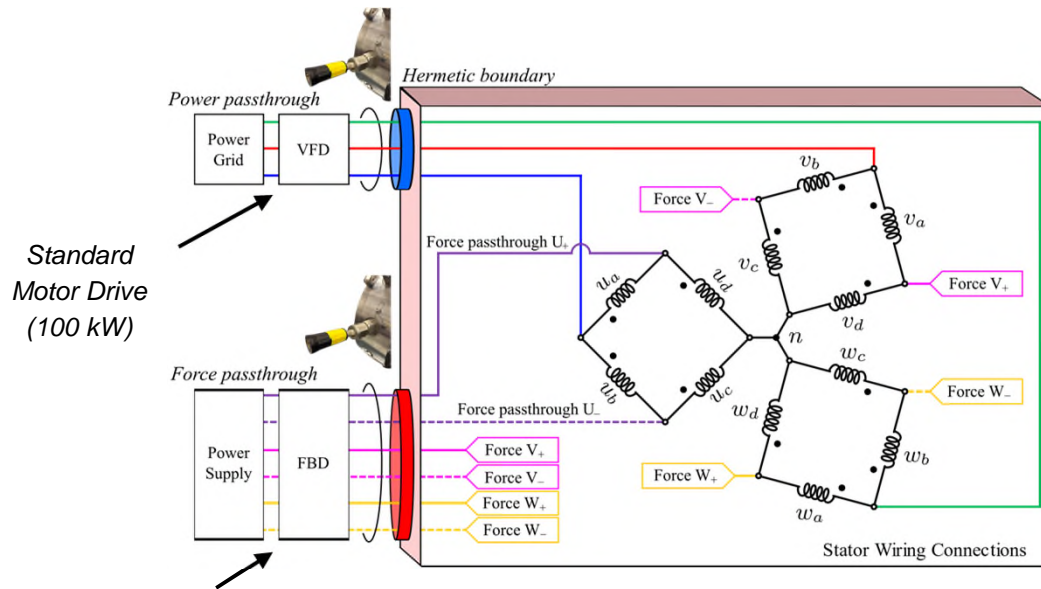 Hermetic boundary
Power passthrough
Power
Grid
VFD
Standard
Motor Drive
(100 kW)
Force passthrough U₊
Force V₋
v_b
v_a
v_c
v_d
Force V₊
u_a
u_d
u_b
u_c
n
w_c
w_d
w_b
w_a
Force W₋
Force W₊
Force passthrough
Force passthrough U₋
Power
Supply
FBD
Force V₊
Force V₋
Force W₊
Force W₋
Stator Wiring Connections